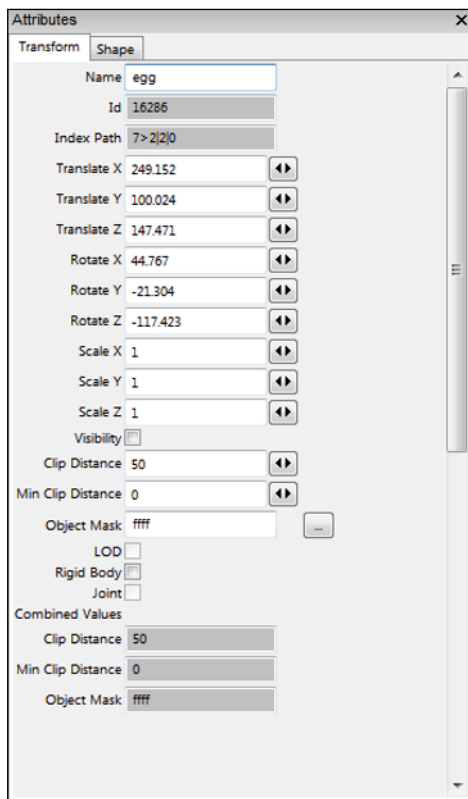 Attributes
Transform Shape
Name egg
Id 16286
Index Path 7>2|2|0
Translate X 249.152
Translate Y 100.024
Translate Z 147.471
Rotate X 44.767
Rotate Y -21.304
Rotate Z -117.423
Scale X 1
Scale Y 1
Scale Z 1
Visibility
Clip Distance 50
Min Clip Distance 0
Object Mask ffff ...
LOD
Rigid Body
Joint
Combined Values
Clip Distance 50
Min Clip Distance 0
Object Mask ffff